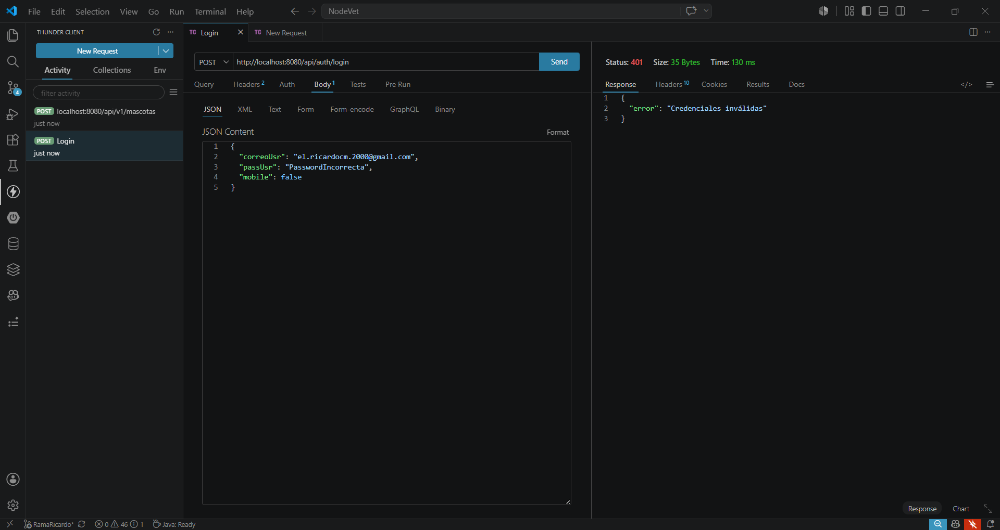 File Edit Selection View Go Run Terminal Help NodeVet
THUNDER CLIENT
New Request
Activity Collections Env
filter activity
POST localhost:8080/api/v1/mascotas
just now
POST Login
just now
TC Login TC New Request
POST http://localhost:8080/api/auth/login Send
Query Headers 2 Auth Body 1 Tests Pre Run
JSON XML Text Form Form-encode GraphQL Binary
JSON Content Format
1 {
2 "correoUsr": "el.ricardocm.2000@gmail.com",
3 "passUsr": "PasswordIncorrecta",
4 "mobile": false
5 }
Status: 401 Size: 35 Bytes Time: 130 ms
Response Headers 10 Cookies Results Docs </>
1 {
2 "error": "Credenciales inválidas"
3 }
Response Chart
4
RamaRicardo* 0 46 1 Java: Ready